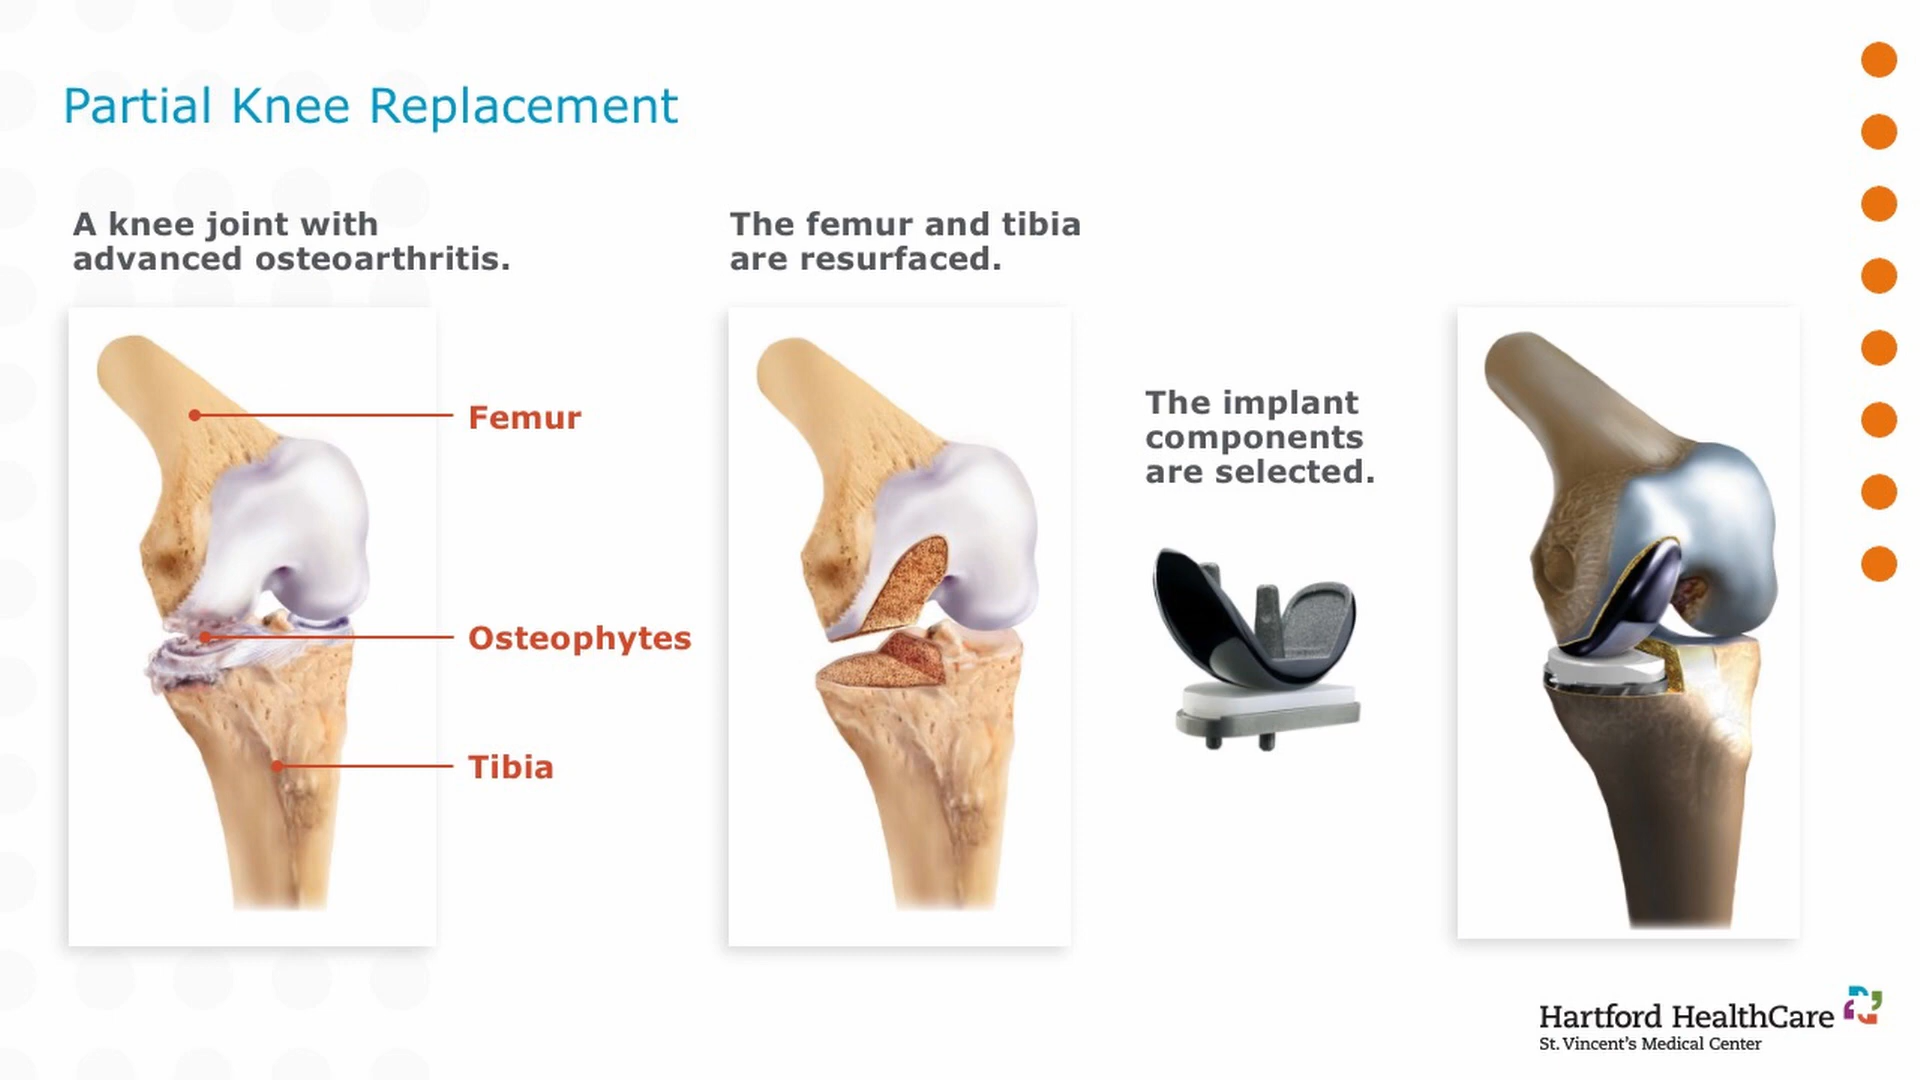 Partial Knee Replacement
A knee joint with
advanced osteoarthritis.
Femur
Osteophytes
Tibia
The femur and tibia
are resurfaced.
The implant
components
are selected.
Hartford HealthCare
St. Vincent's Medical Center